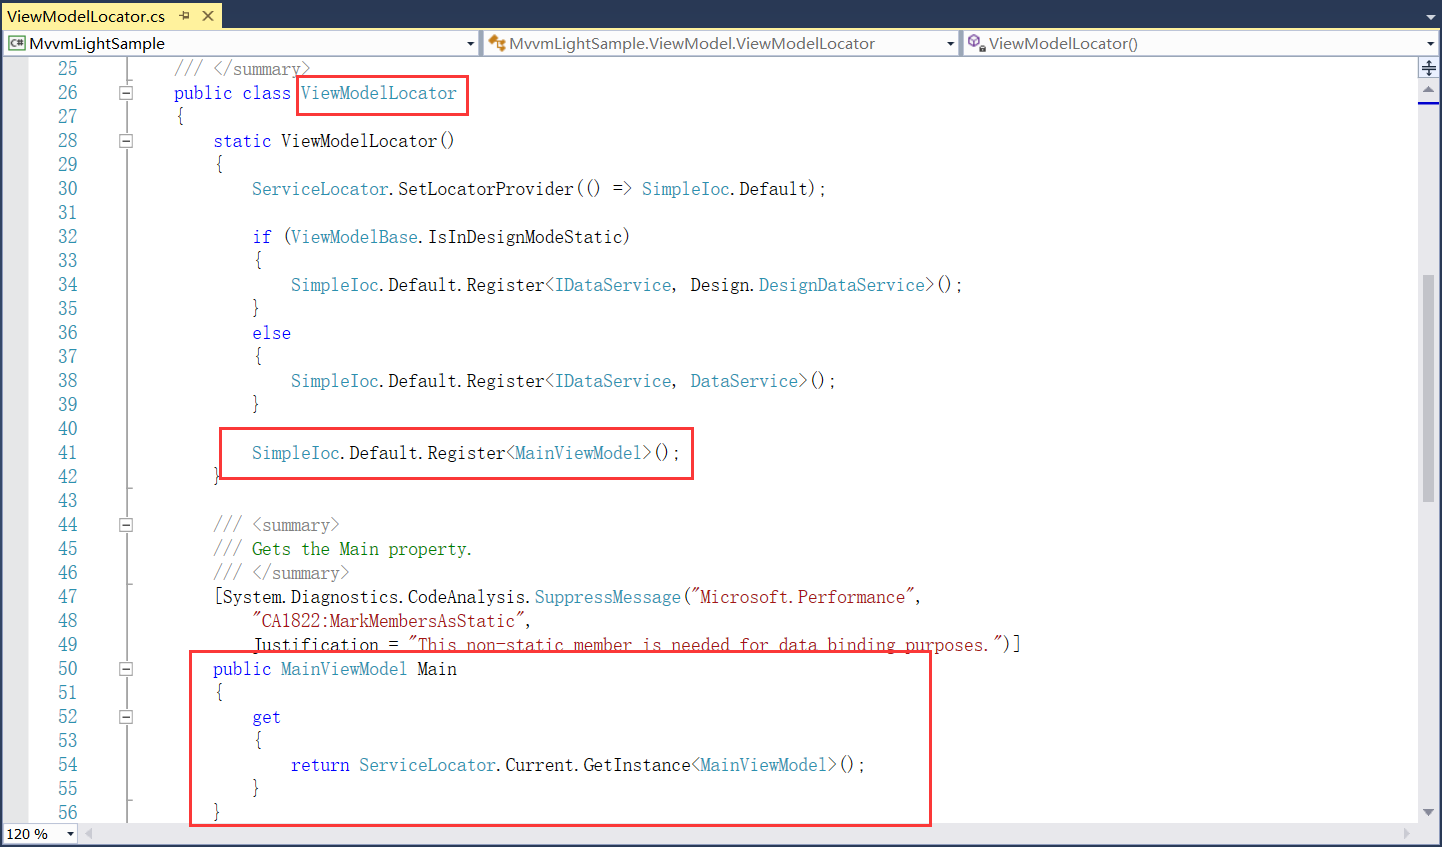 ViewModelLocator.cs
C# MvvmLightSample MvvmLightSample.ViewModel.ViewModelLocator ViewModelLocator()
25 /// </summary>
26 public class ViewModelLocator
27 {
28 static ViewModelLocator()
29 {
30 ServiceLocator.SetLocatorProvider(() => SimpleIoc.Default);
31
32 if (ViewModelBase.IsInDesignModeStatic)
33 {
34 SimpleIoc.Default.Register<IDataService, Design.DesignDataService>();
35 }
36 else
37 {
38 SimpleIoc.Default.Register<IDataService, DataService>();
39 }
40
41 SimpleIoc.Default.Register<MainViewModel>();
42 }
43
44 /// <summary>
45 /// Gets the Main property.
46 /// </summary>
47 [System.Diagnostics.CodeAnalysis.SuppressMessage("Microsoft.Performance",
48 "CA1822:MarkMembersAsStatic",
49 Justification = "This non-static member is needed for data binding purposes.")]
50 public MainViewModel Main
51 {
52 get
53 {
54 return ServiceLocator.Current.GetInstance<MainViewModel>();
55 }
56 }
120 %